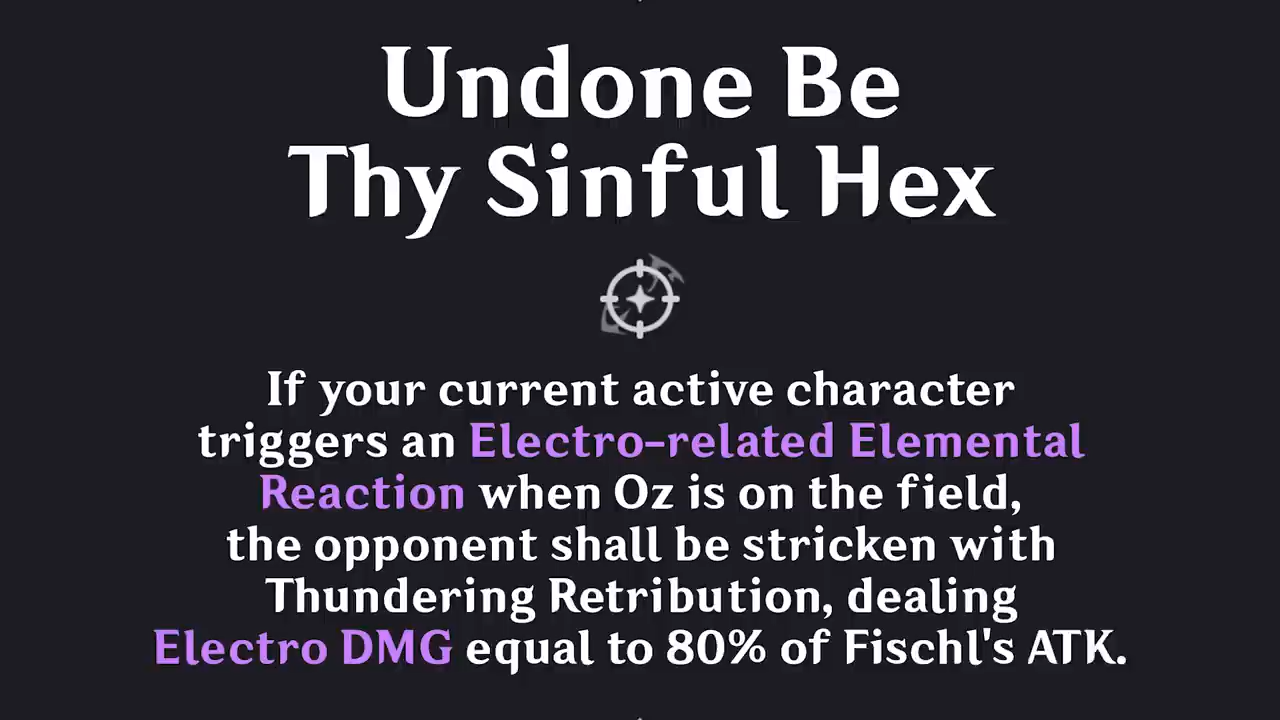 Undone Be
Thy Sinful Hex
If your current active character
triggers an Electro-related Elemental
Reaction when Oz is on the field,
the opponent shall be stricken with
Thundering Retribution, dealing
Electro DMG equal to 80% of Fischl's ATK.